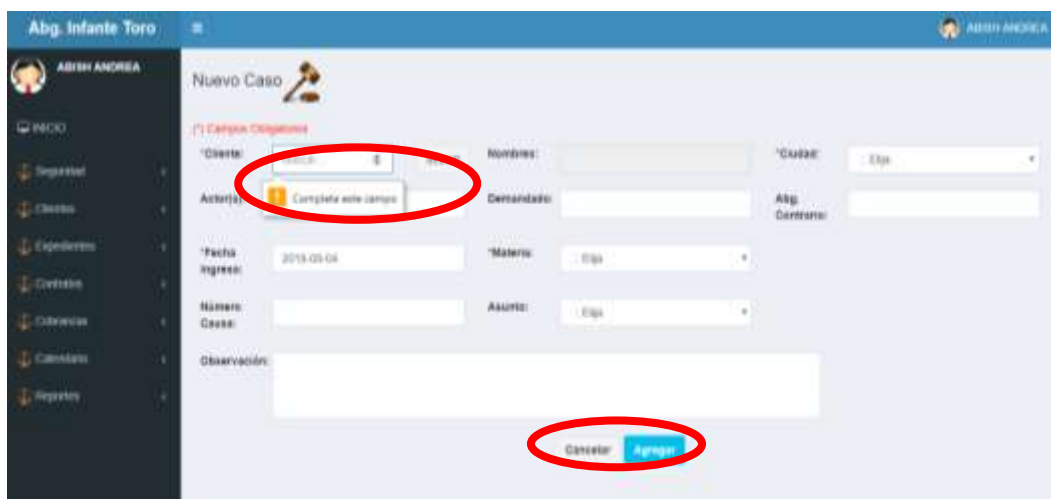 Abg. Infante Toro
ABISH ANDREA
ABISH ANDREA
Nuevo Caso
INICIO
(*) Campos Obligatorios
*Cliente:
Nombres:
*Ciudad:
:: Elija
Seguridad
Complete este campo
Actor(s)
Demandado:
Abg. Contrario:
Clientes
Expedientes
*Fecha Ingreso:
*Materia:
:: Elija
Contratos
Número Causa:
Asunto:
:: Elija
Cobranzas
Calendario
Observación:
Reportes
Cancelar
Agregar